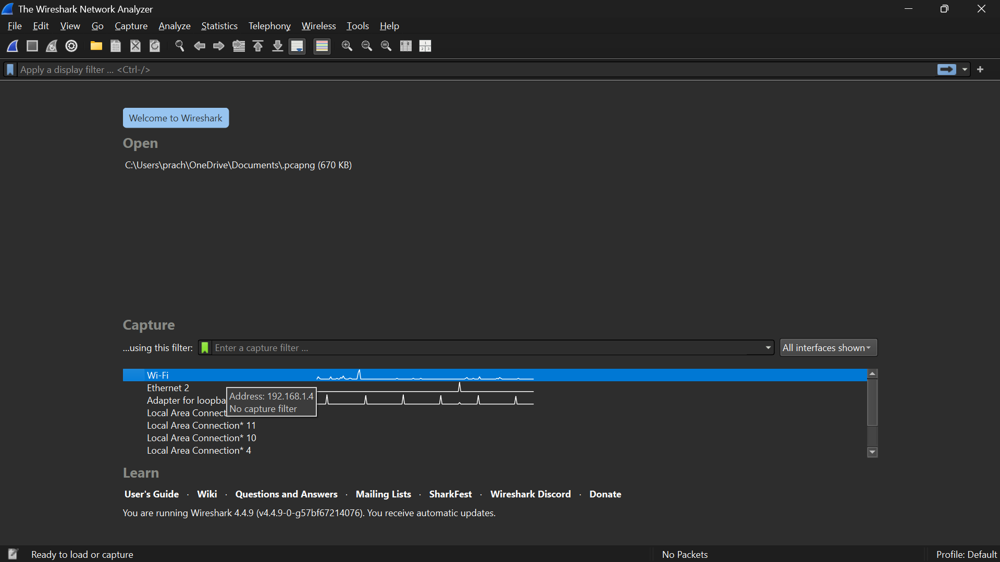 The Wireshark Network Analyzer
File Edit View Go Capture Analyze Statistics Telephony Wireless Tools Help
Apply a display filter ... <Ctrl-/>
Welcome to Wireshark
Open
C:\Users\prach\OneDrive\Documents\.pcapng (670 KB)
Capture
...using this filter: Enter a capture filter ... All interfaces shown
Wi-Fi
Ethernet 2
Adapter for loopba
Address: 192.168.1.4
No capture filter
Local Area Connect
Local Area Connection* 11
Local Area Connection* 10
Local Area Connection* 4
Learn
User's Guide · Wiki · Questions and Answers · Mailing Lists · SharkFest · Wireshark Discord · Donate
You are running Wireshark 4.4.9 (v4.4.9-0-g57bf67214076). You receive automatic updates.
Ready to load or capture No Packets Profile: Default